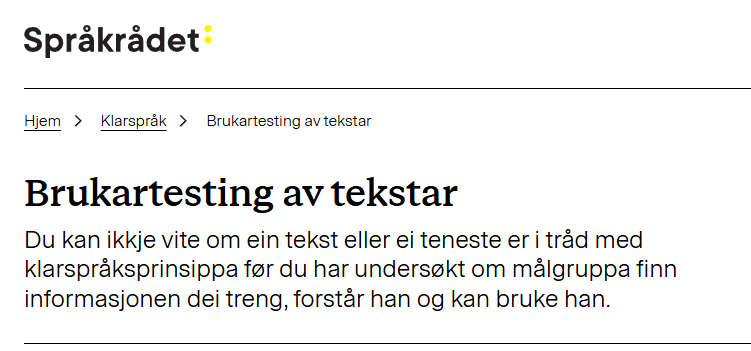 Språkrådet:
Hjem > Klarspråk > Brukartesting av tekstar
Brukartesting av tekstar
Du kan ikkje vite om ein tekst eller ei teneste er i tråd med
klarspråksprinsippa før du har undersøkt om målgruppa finn
informasjonen dei treng, forstår han og kan bruke han.